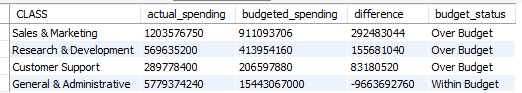 CLASS actual_spending budgeted_spending difference budget_status
Sales & Marketing 1203576750 911093706 292483044 Over Budget
Research & Development 569635200 413954160 155681040 Over Budget
Customer Support 289778400 206597880 83180520 Over Budget
General & Administrative 5779374240 15443067000 -9663692760 Within Budget